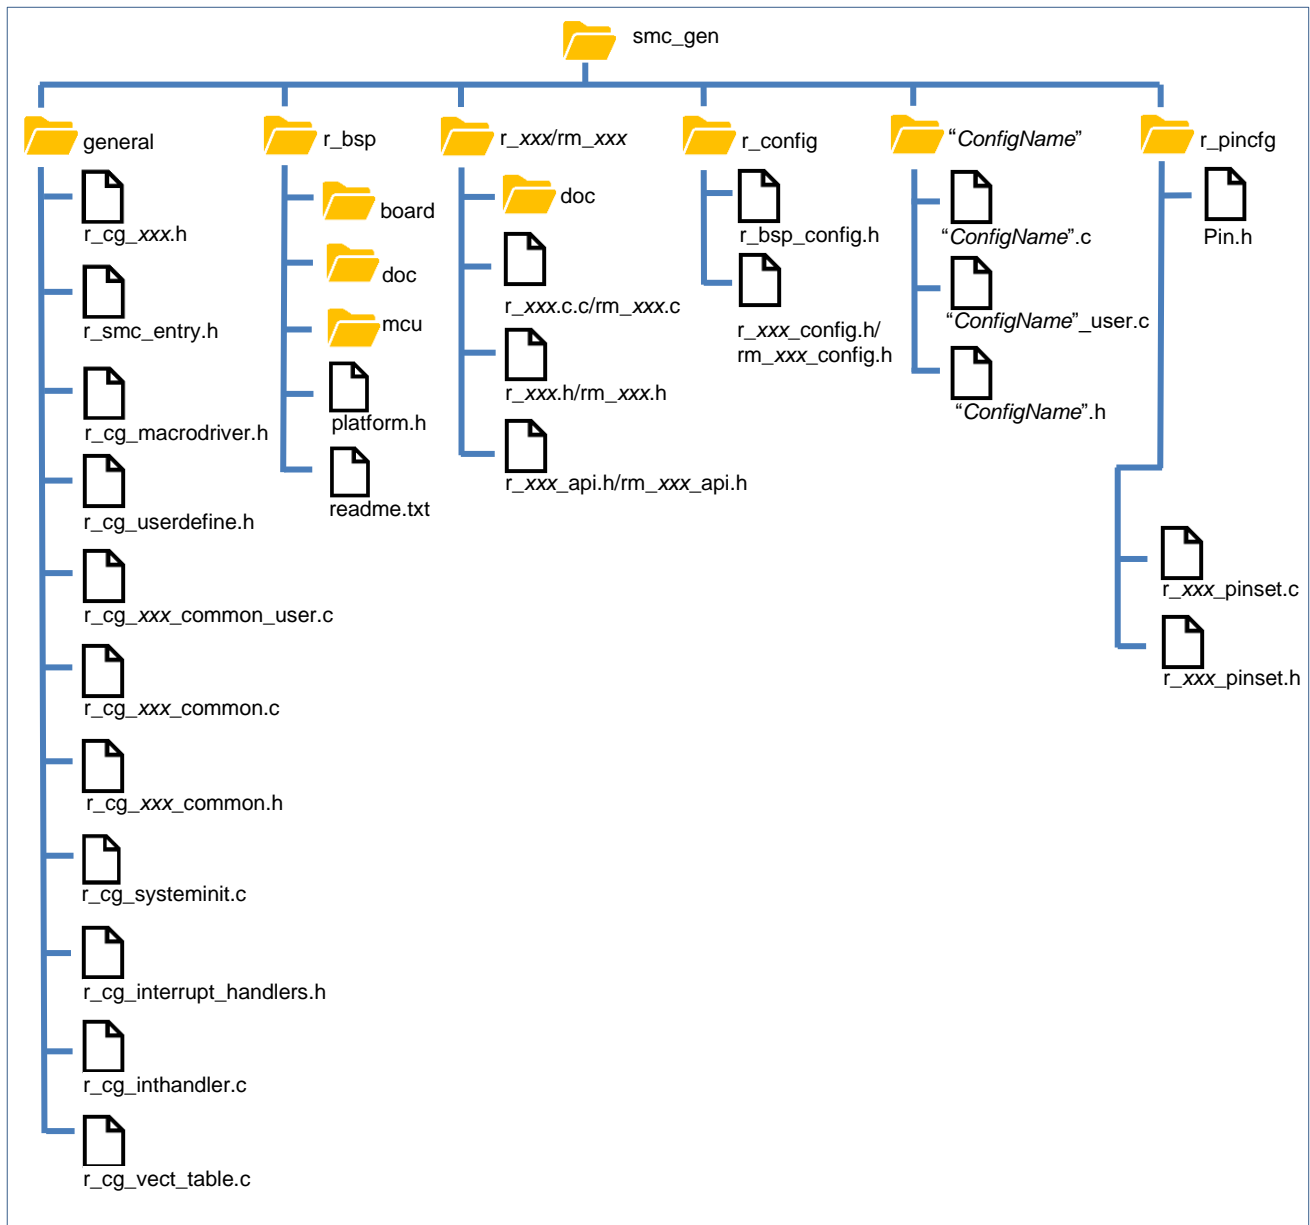 smc_gen
general
r_cg_xxx.h
r_smc_entry.h
r_cg_macrodriver.h
r_cg_userdefine.h
r_cg_xxx_common_user.c
r_cg_xxx_common.c
r_cg_xxx_common.h
r_cg_systeminit.c
r_cg_interrupt_handlers.h
r_cg_inthandler.c
r_cg_vect_table.c
r_bsp
board
doc
mcu
platform.h
readme.txt
r_xxx/rm_xxx
doc
r_xxx.c.c/rm_xxx.c
r_xxx.h/rm_xxx.h
r_xxx_api.h/rm_xxx_api.h
r_config
r_bsp_config.h
r_xxx_config.h/
rm_xxx_config.h
“ConfigName”
“ConfigName”.c
“ConfigName”_user.c
“ConfigName”.h
r_pincfg
Pin.h
r_xxx_pinset.c
r_xxx_pinset.h